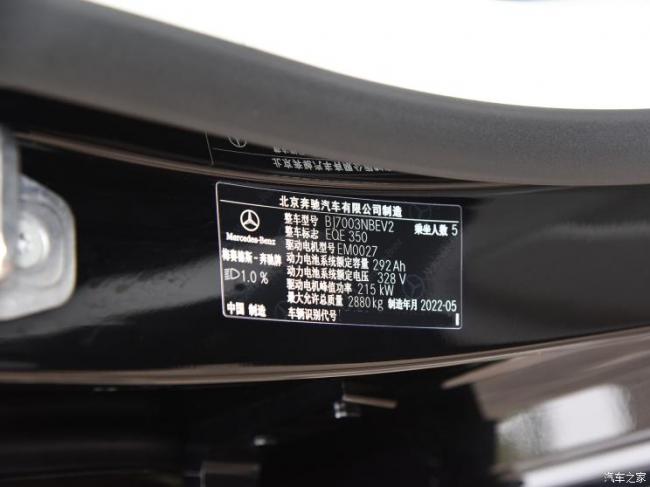 北京奔驰汽车有限公司制造
Mercedes-Benz
梅赛德斯-奔驰牌
1.0 %
中国 制造
整车型号 BJ7003NBEV2 乘坐人数 5
整车标志 EQE 350
驱动电机型号 EM0027
动力电池系统额定容量 292 Ah
动力电池系统额定电压 328 V
驱动电机峰值功率 215 kW
最大允许总质量 2880 kg 制造年月 2022-05
车辆识别代号
汽车之家